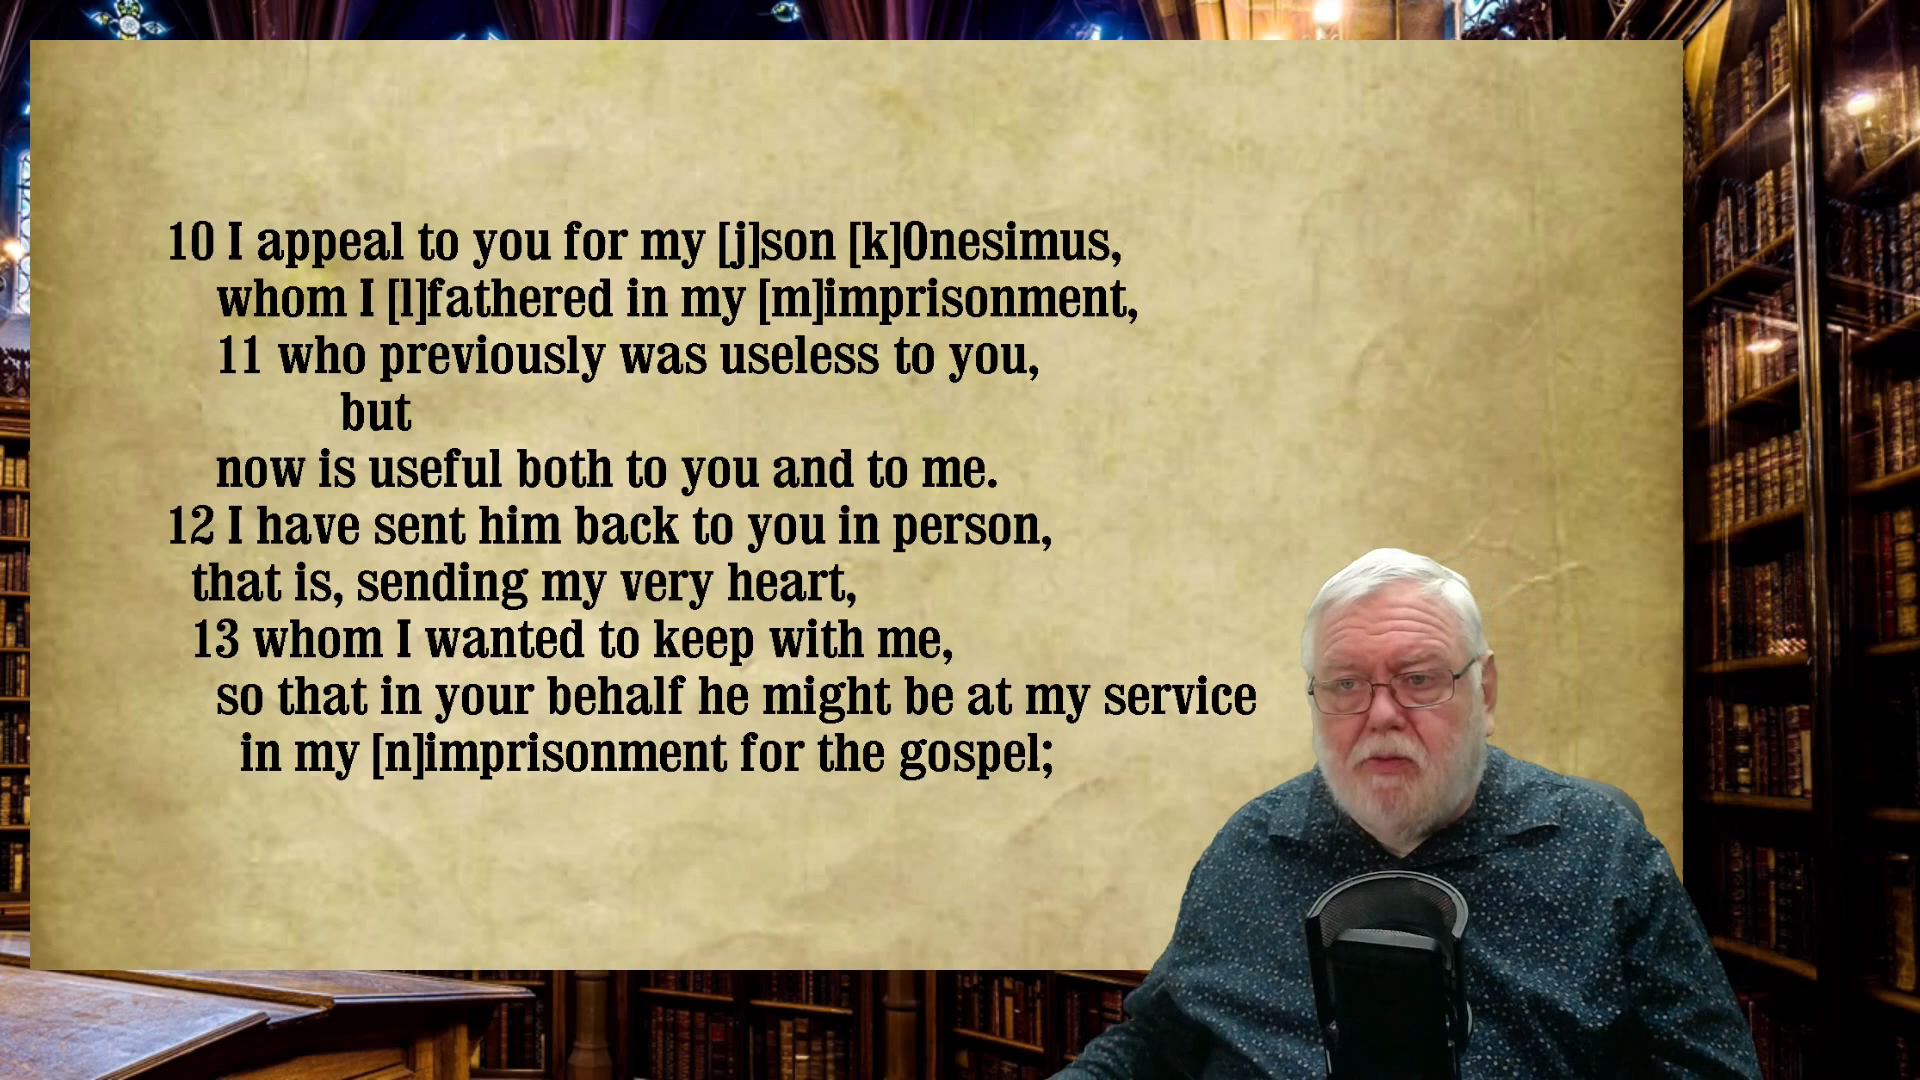 10 I appeal to you for my [j]son [k]Onesimus,
whom I [l]fathered in my [m]imprisonment,
11 who previously was useless to you,
but
now is useful both to you and to me.
12 I have sent him back to you in person,
that is, sending my very heart,
13 whom I wanted to keep with me,
so that in your behalf he might be at my service
in my [n]imprisonment for the gospel;